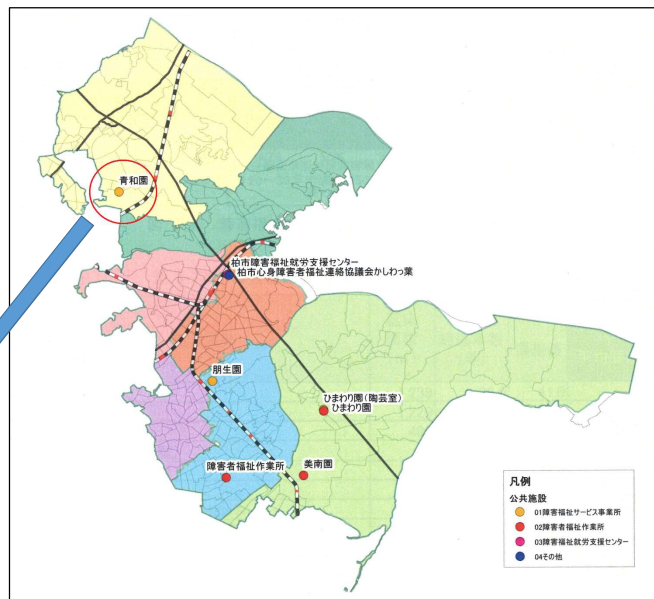 青和園
柏市障害福祉就労支援センター
柏市心身障害者福祉連絡協議会かしわっ葉
朋生園
ひまわり園(陶芸室)
ひまわり園
障害者福祉作業所
美南園
凡例
公共施設
01障害福祉サービス事業所
02障害者福祉作業所
03障害福祉就労支援センター
04その他